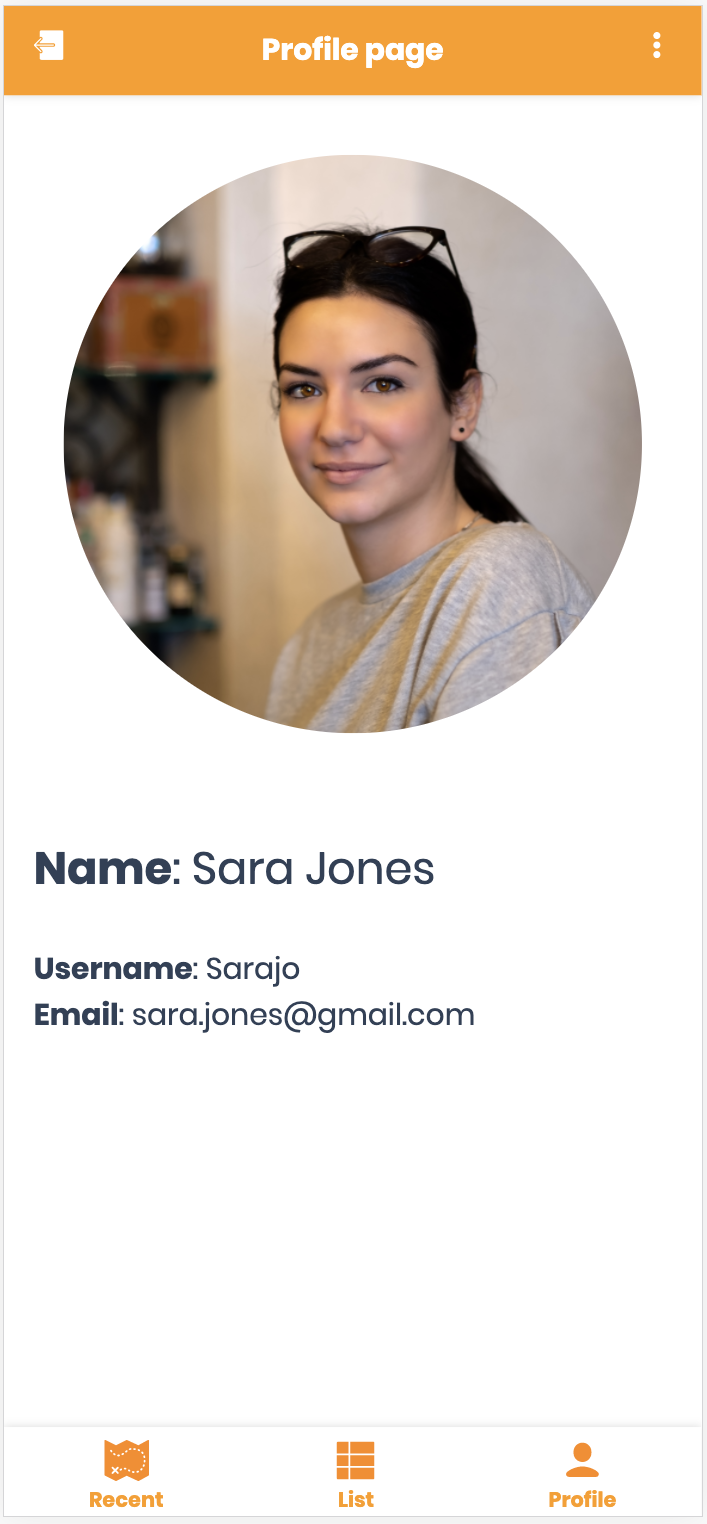 Profile page
Name: Sara Jones
Username: Sarajo
Email: sara.jones@gmail.com
Recent List Profile